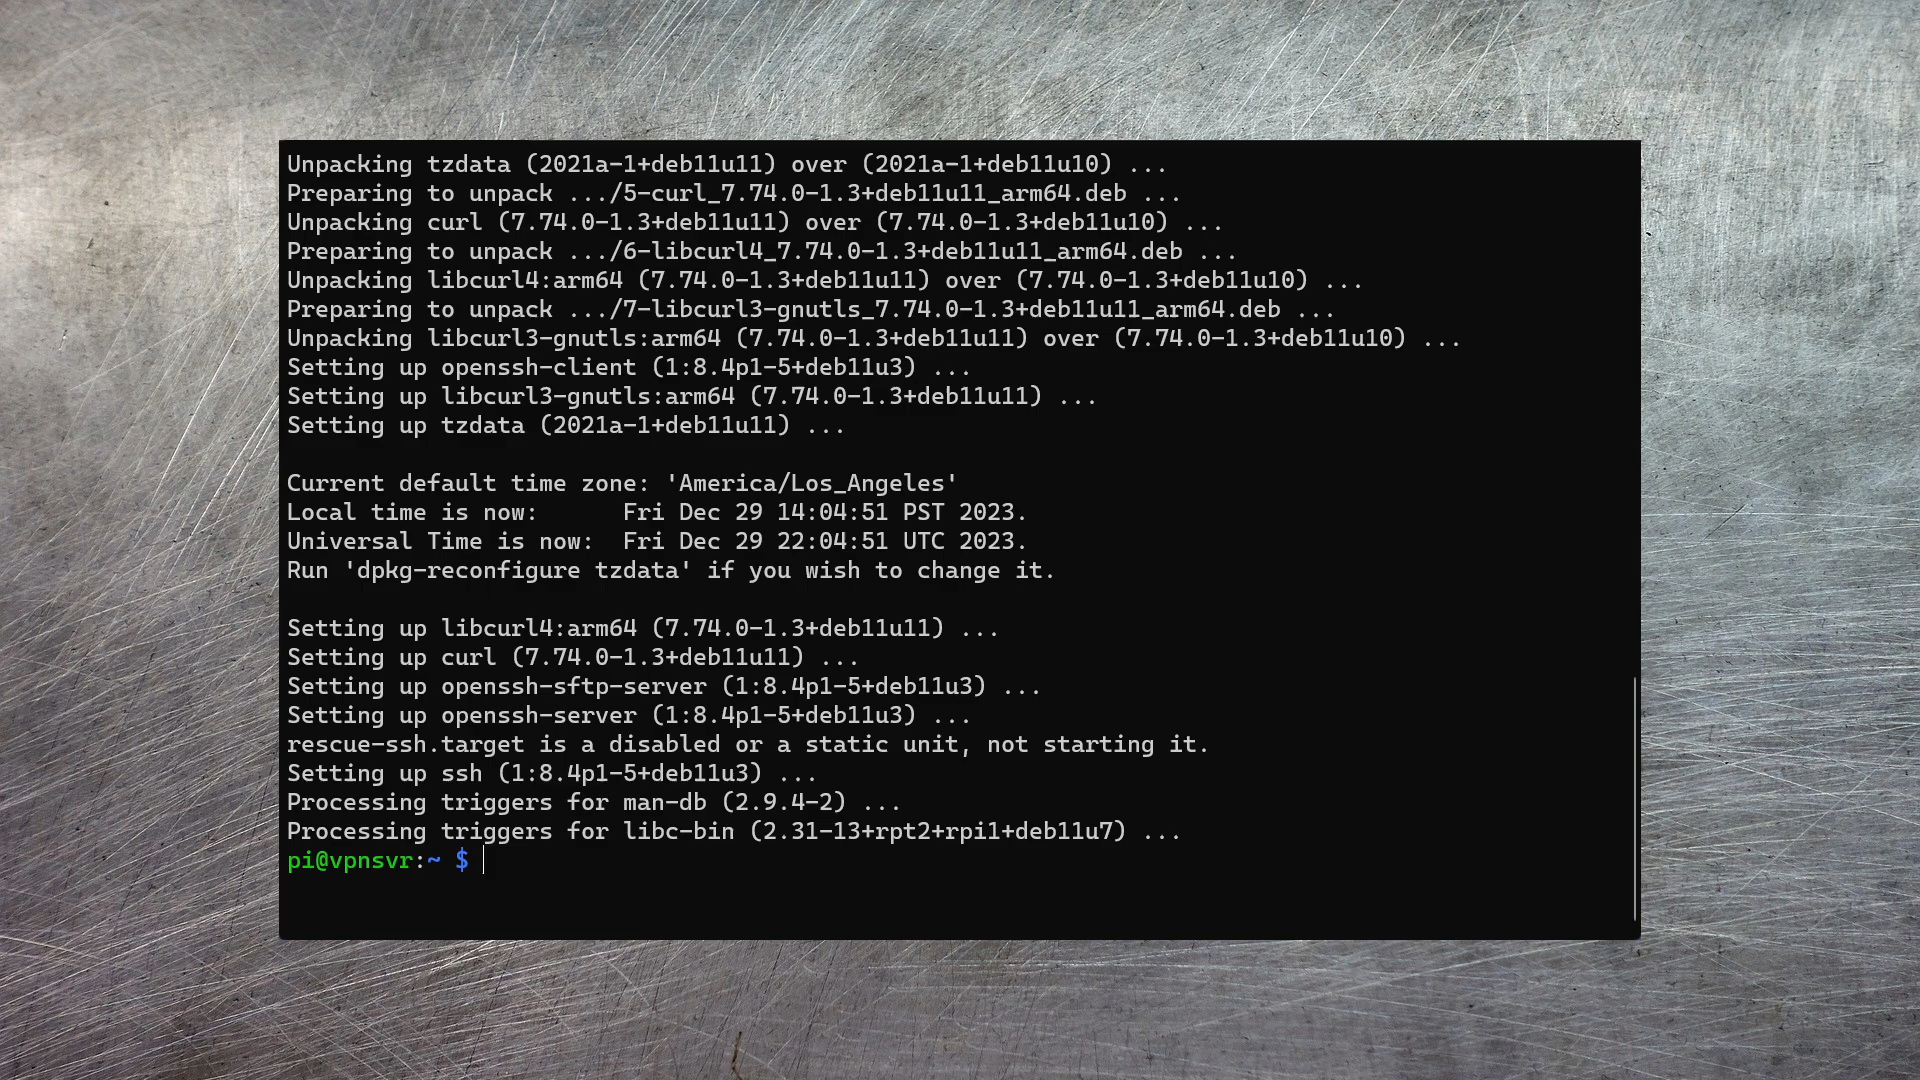 Unpacking tzdata (2021a-1+deb11u11) over (2021a-1+deb11u10) ...
Preparing to unpack .../5-curl_7.74.0-1.3+deb11u11_arm64.deb ...
Unpacking curl (7.74.0-1.3+deb11u11) over (7.74.0-1.3+deb11u10) ...
Preparing to unpack .../6-libcurl4_7.74.0-1.3+deb11u11_arm64.deb ...
Unpacking libcurl4:arm64 (7.74.0-1.3+deb11u11) over (7.74.0-1.3+deb11u10) ...
Preparing to unpack .../7-libcurl3-gnutls_7.74.0-1.3+deb11u11_arm64.deb ...
Unpacking libcurl3-gnutls:arm64 (7.74.0-1.3+deb11u11) over (7.74.0-1.3+deb11u10) ...
Setting up openssh-client (1:8.4p1-5+deb11u3) ...
Setting up libcurl3-gnutls:arm64 (7.74.0-1.3+deb11u11) ...
Setting up tzdata (2021a-1+deb11u11) ...
Current default time zone: 'America/Los_Angeles'
Local time is now:      Fri Dec 29 14:04:51 PST 2023.
Universal Time is now:  Fri Dec 29 22:04:51 UTC 2023.
Run 'dpkg-reconfigure tzdata' if you wish to change it.
Setting up libcurl4:arm64 (7.74.0-1.3+deb11u11) ...
Setting up curl (7.74.0-1.3+deb11u11) ...
Setting up openssh-sftp-server (1:8.4p1-5+deb11u3) ...
Setting up openssh-server (1:8.4p1-5+deb11u3) ...
rescue-ssh.target is a disabled or a static unit, not starting it.
Setting up ssh (1:8.4p1-5+deb11u3) ...
Processing triggers for man-db (2.9.4-2) ...
Processing triggers for libc-bin (2.31-13+rpt2+rpi1+deb11u7) ...
pi@vpnsvr:~ $